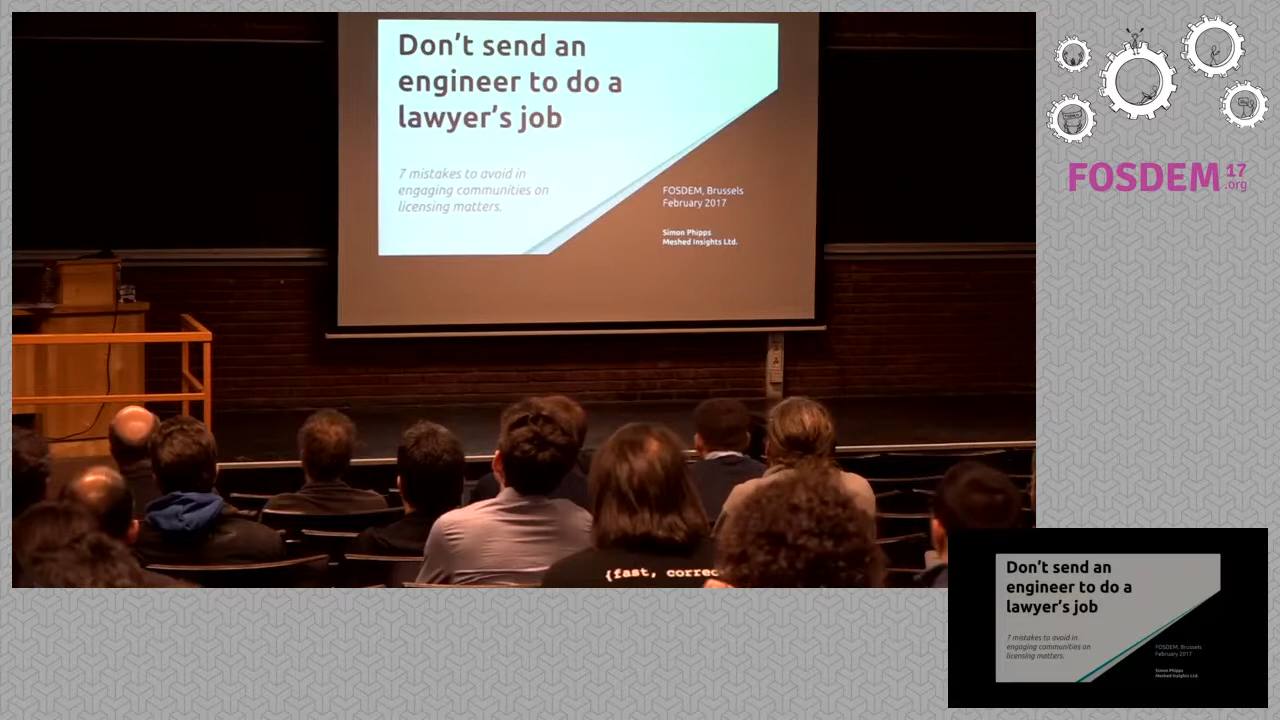 Don't send an
engineer to do a
lawyer's job
7 mistakes to avoid in
engaging communities on
licensing matters.
FOSDEM, Brussels
February 2017
Simon Phipps
Meshed Insights Ltd.
{fast, correc
FOSDEM 17
.org
Don't send an
engineer to do a
lawyer's job
7 mistakes to avoid in
engaging communities on
licensing matters.
FOSDEM, Brussels
February 2017
Simon Phipps
Meshed Insights Ltd.